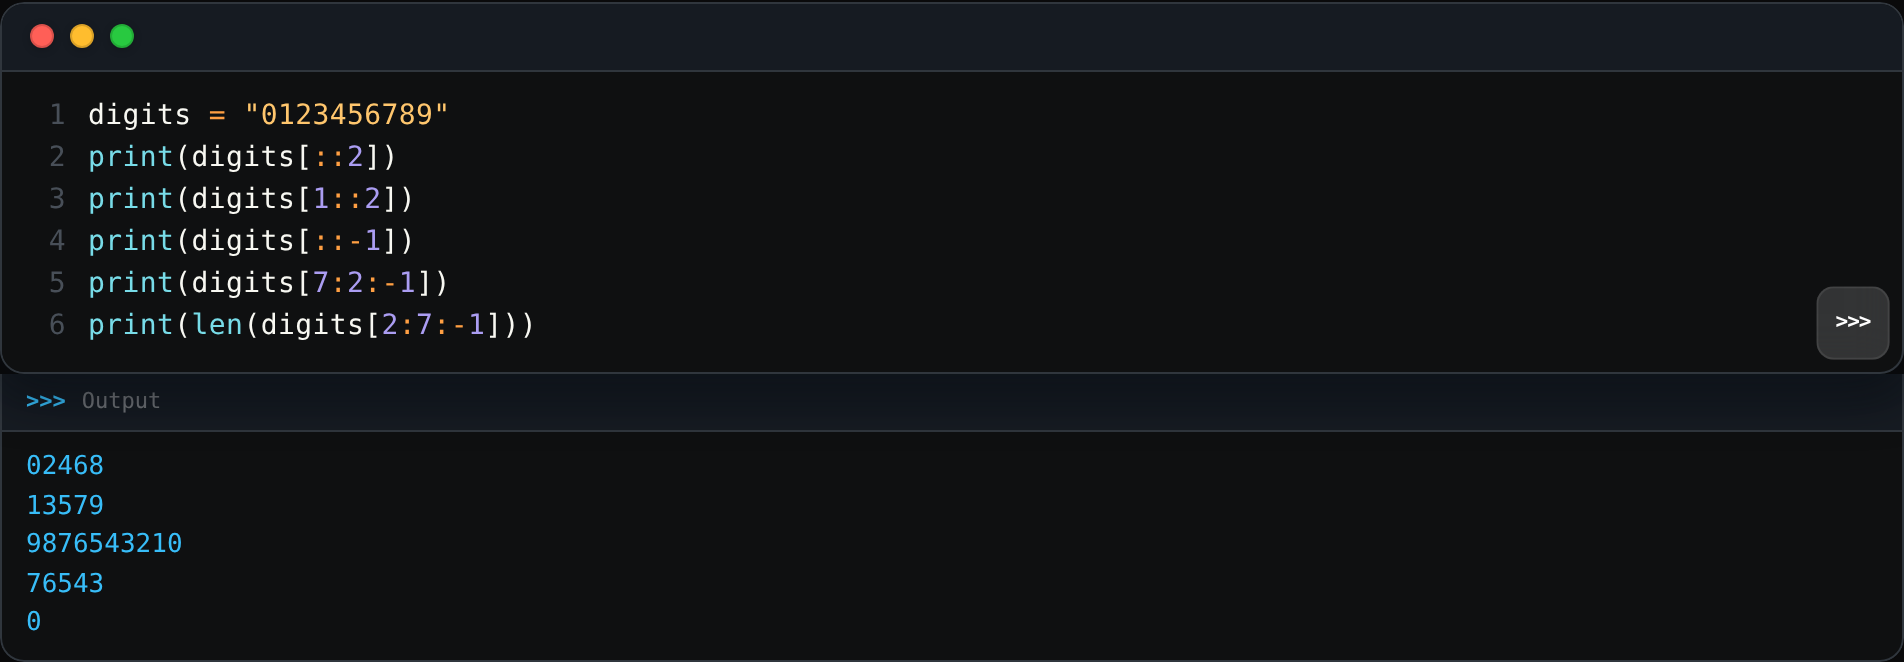 1 digits = "0123456789"
2 print(digits[::2])
3 print(digits[1::2])
4 print(digits[::-1])
5 print(digits[7:2:-1])
6 print(len(digits[2:7:-1]))
>>>
>>> Output
02468
13579
9876543210
76543
0